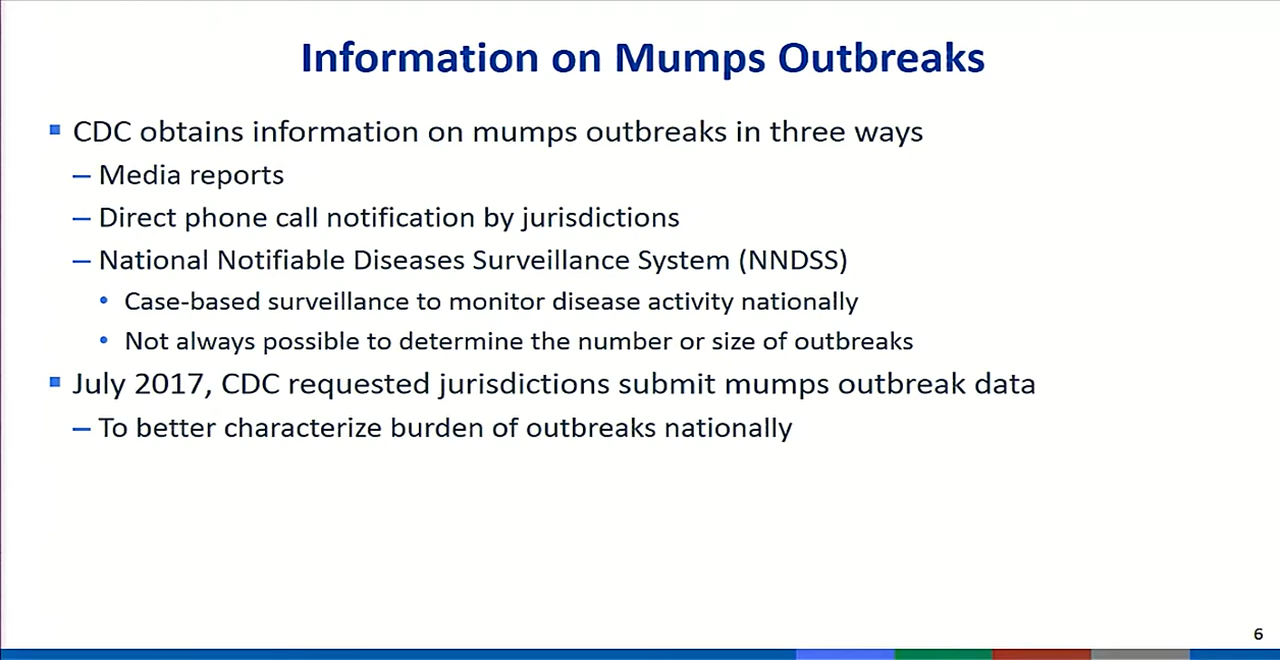 Information on Mumps Outbreaks
CDC obtains information on mumps outbreaks in three ways
– Media reports
– Direct phone call notification by jurisdictions
– National Notifiable Diseases Surveillance System (NNDSS)
• Case-based surveillance to monitor disease activity nationally
• Not always possible to determine the number or size of outbreaks
July 2017, CDC requested jurisdictions submit mumps outbreak data
– To better characterize burden of outbreaks nationally
6